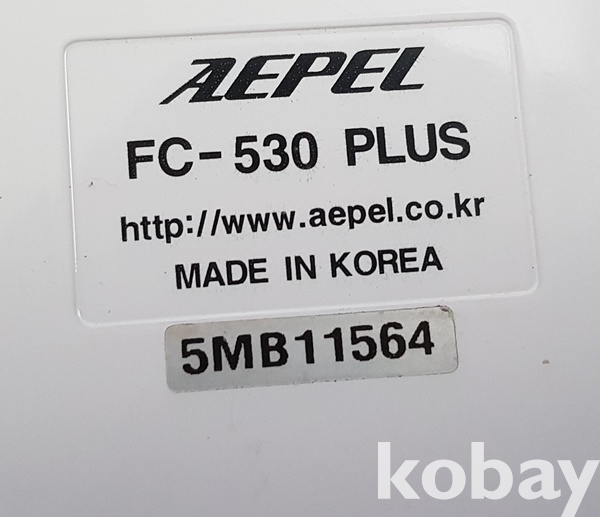 AEPEL
FC-530 PLUS
http://www.aepel.co.kr
MADE IN KOREA
5MB11564
kobay